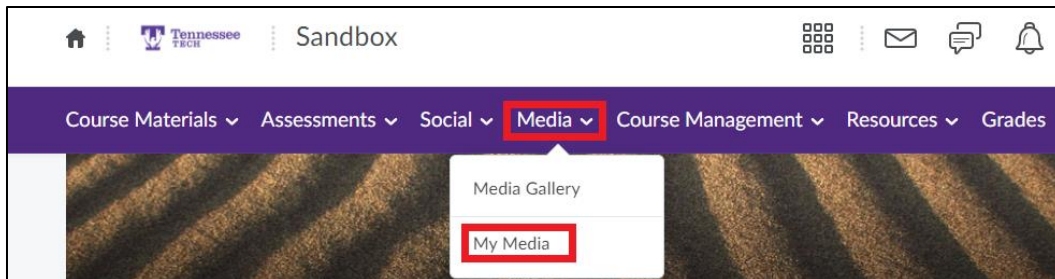 Tennessee
TECH
Sandbox
Course Materials Assessments Social Media Course Management Resources Grades
Media Gallery
My Media